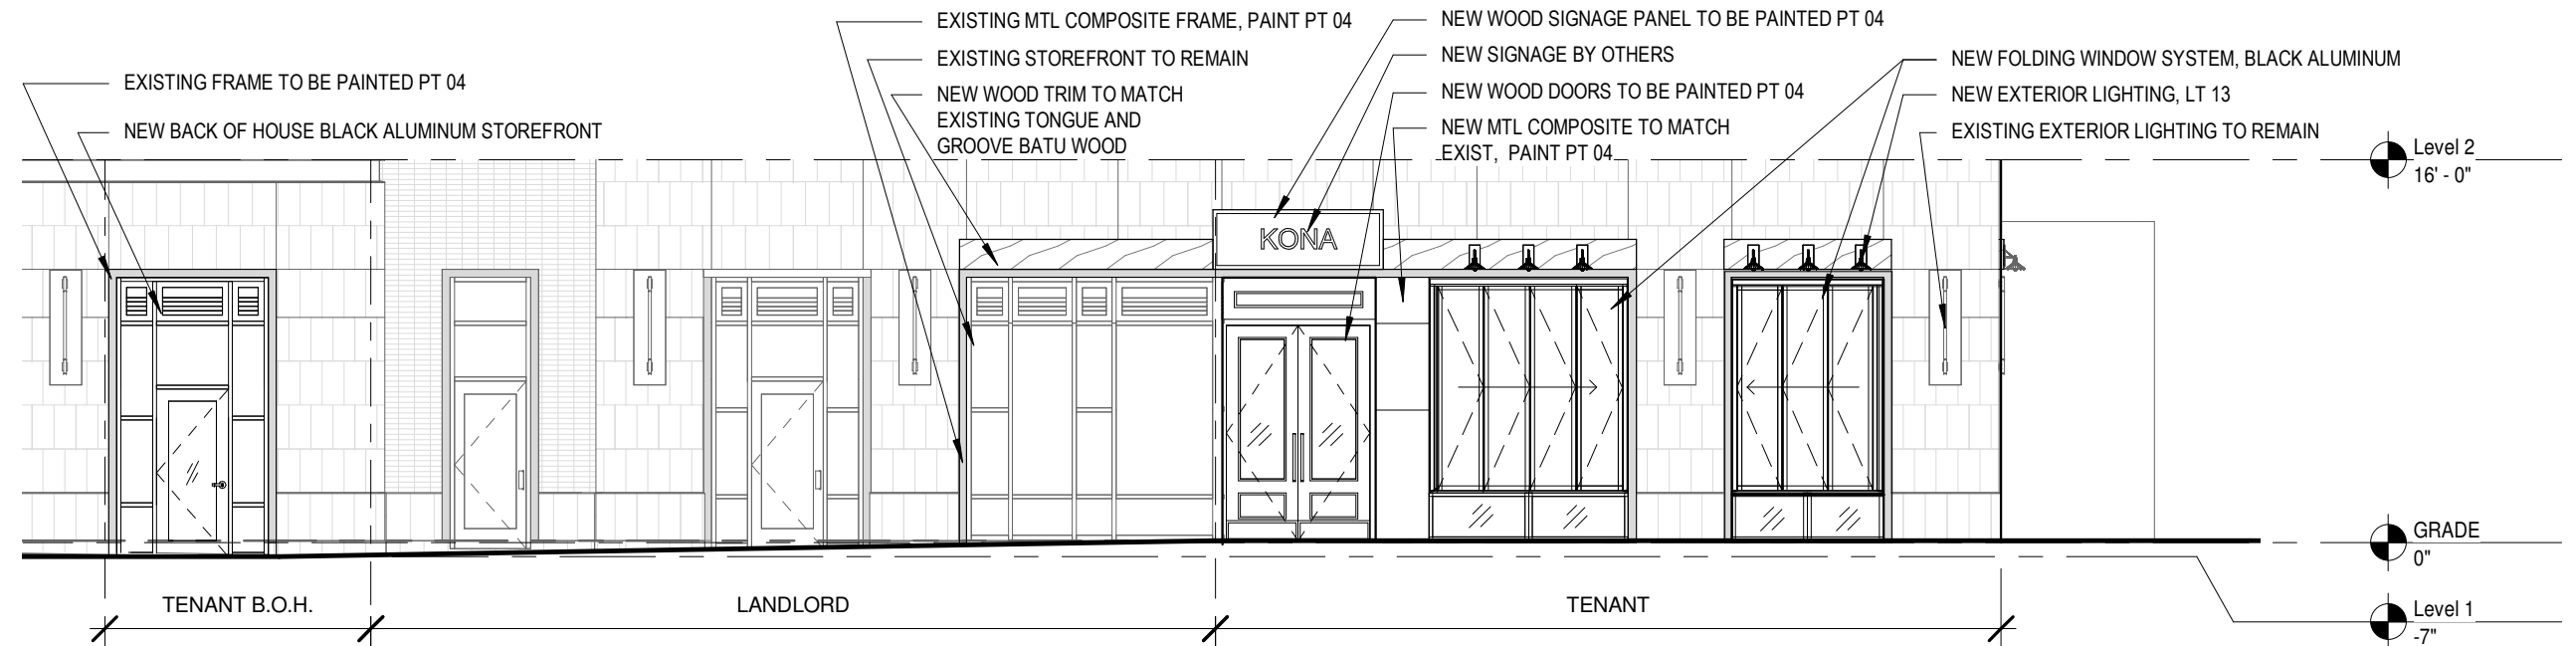 EXISTING MTL COMPOSITE FRAME, PAINT PT 04
EXISTING STOREFRONT TO REMAIN
NEW WOOD TRIM TO MATCH
EXISTING TONGUE AND
GROOVE BATU WOOD
NEW WOOD SIGNAGE PANEL TO BE PAINTED PT 04
NEW SIGNAGE BY OTHERS
NEW WOOD DOORS TO BE PAINTED PT 04
NEW MTL COMPOSITE TO MATCH
EXIST, PAINT PT 04
NEW FOLDING WINDOW SYSTEM, BLACK ALUMINUM
NEW EXTERIOR LIGHTING, LT 13
EXISTING EXTERIOR LIGHTING TO REMAIN
EXISTING FRAME TO BE PAINTED PT 04
NEW BACK OF HOUSE BLACK ALUMINUM STOREFRONT
Level 2
16' - 0"
KONA
GRADE
0"
TENANT B.O.H.
LANDLORD
TENANT
Level 1
-7"